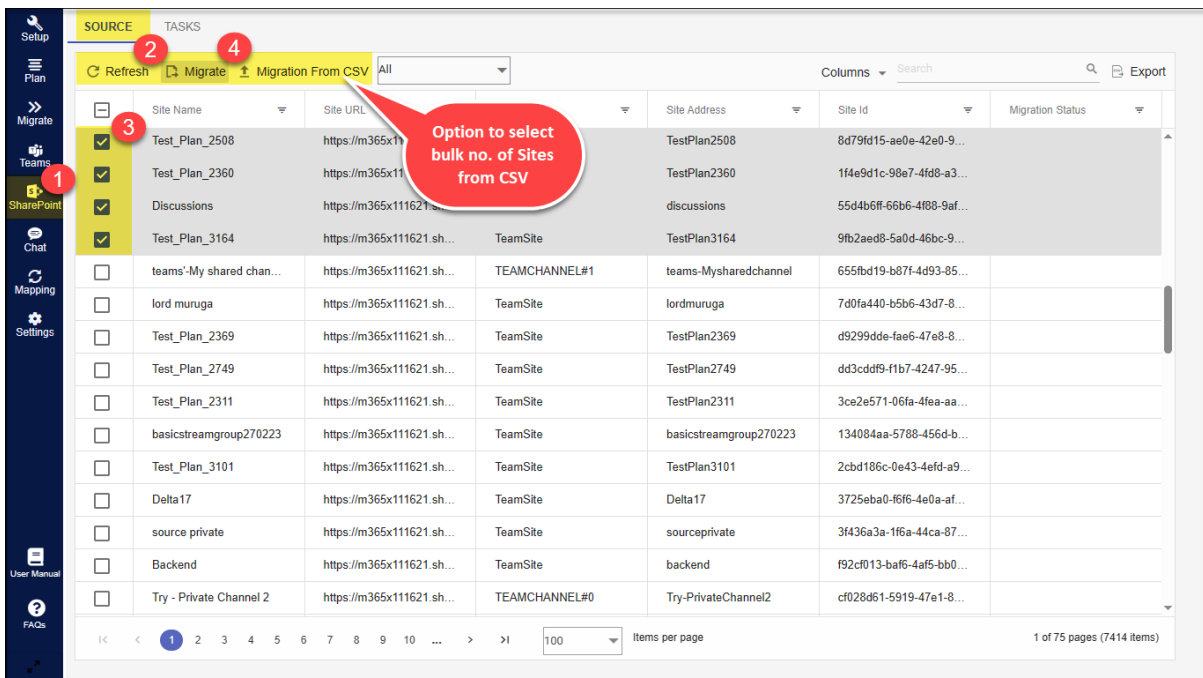 Setup
Plan
Migrate
Teams
1
SharePoint
Chat
Mapping
Settings
User Manual
FAQs
SOURCE TASKS
2 4
Refresh Migrate Migration From CSV All Columns Search Export
Site Name Site URL Site Address Site Id Migration Status
3
Option to select
bulk no. of Sites
from CSV
Test_Plan_2508 https://m365x11 TestPlan2508 8d79fd15-ae0e-42e0-9...
Test_Plan_2360 https://m365x11 TestPlan2360 1f4e9d1c-98e7-4fd8-a3...
Discussions https://m365x111621.s discussions 55d4b6ff-66b6-4f88-9af...
Test_Plan_3164 https://m365x111621.sh... TeamSite TestPlan3164 9fb2aed8-5a0d-46bc-9...
teams'-My shared chan... https://m365x111621.sh... TEAMCHANNEL#1 teams-Mysharedchannel 655fbd19-b87f-4d93-85...
lord muruga https://m365x111621.sh... TeamSite lordmuruga 7d0fa440-b5b6-43d7-8...
Test_Plan_2369 https://m365x111621.sh... TeamSite TestPlan2369 d9299dde-fae6-47e8-8...
Test_Plan_2749 https://m365x111621.sh... TeamSite TestPlan2749 dd3cddf9-f1b7-4247-95...
Test_Plan_2311 https://m365x111621.sh... TeamSite TestPlan2311 3ce2e571-06fa-4fea-aa...
basicstreamgroup270223 https://m365x111621.sh... TeamSite basicstreamgroup270223 134084aa-5788-456d-b...
Test_Plan_3101 https://m365x111621.sh... TeamSite TestPlan3101 2cbd186c-0e43-4efd-a9...
Delta17 https://m365x111621.sh... TeamSite Delta17 3725eba0-f6f6-4e0a-af...
source private https://m365x111621.sh... TeamSite sourceprivate 3f436a3a-1f6a-44ca-87...
Backend https://m365x111621.sh... TeamSite backend f92cf013-baf6-4af5-bb0...
Try - Private Channel 2 https://m365x111621.sh... TEAMCHANNEL#0 Try-PrivateChannel2 cf028d61-5919-47e1-8...
1 2 3 4 5 6 7 8 9 10 ... 100 Items per page 1 of 75 pages (7414 items)